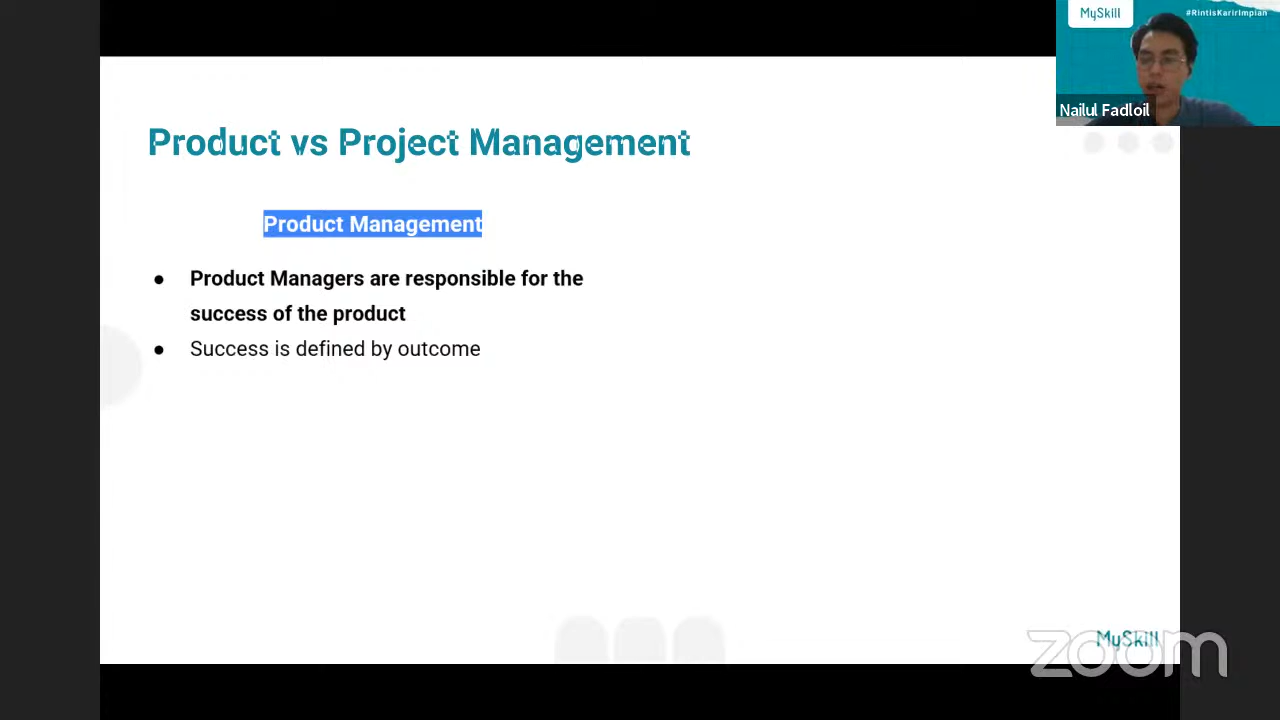 MySkill
#RintisKarirImpian
Nailul Fadloil
Product vs Project Management
Product Management
● Product Managers are responsible for the
success of the product
● Success is defined by outcome
MySkill
zoom